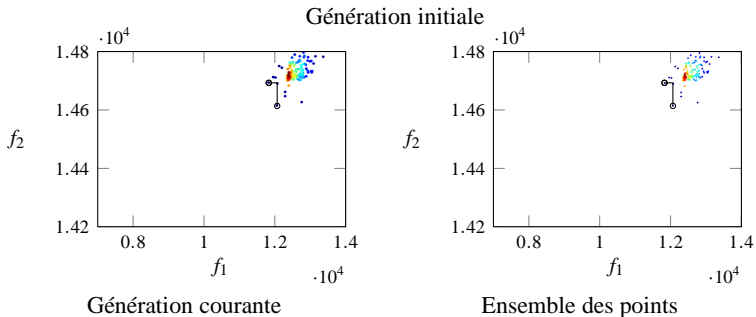 Génération initiale
·10⁴
1.48
1.46
1.44
1.42
f₂
0.8
1
1.2
1.4
f₁
·10⁴
Génération courante
·10⁴
1.48
1.46
1.44
1.42
f₂
0.8
1
1.2
1.4
f₁
·10⁴
Ensemble des points